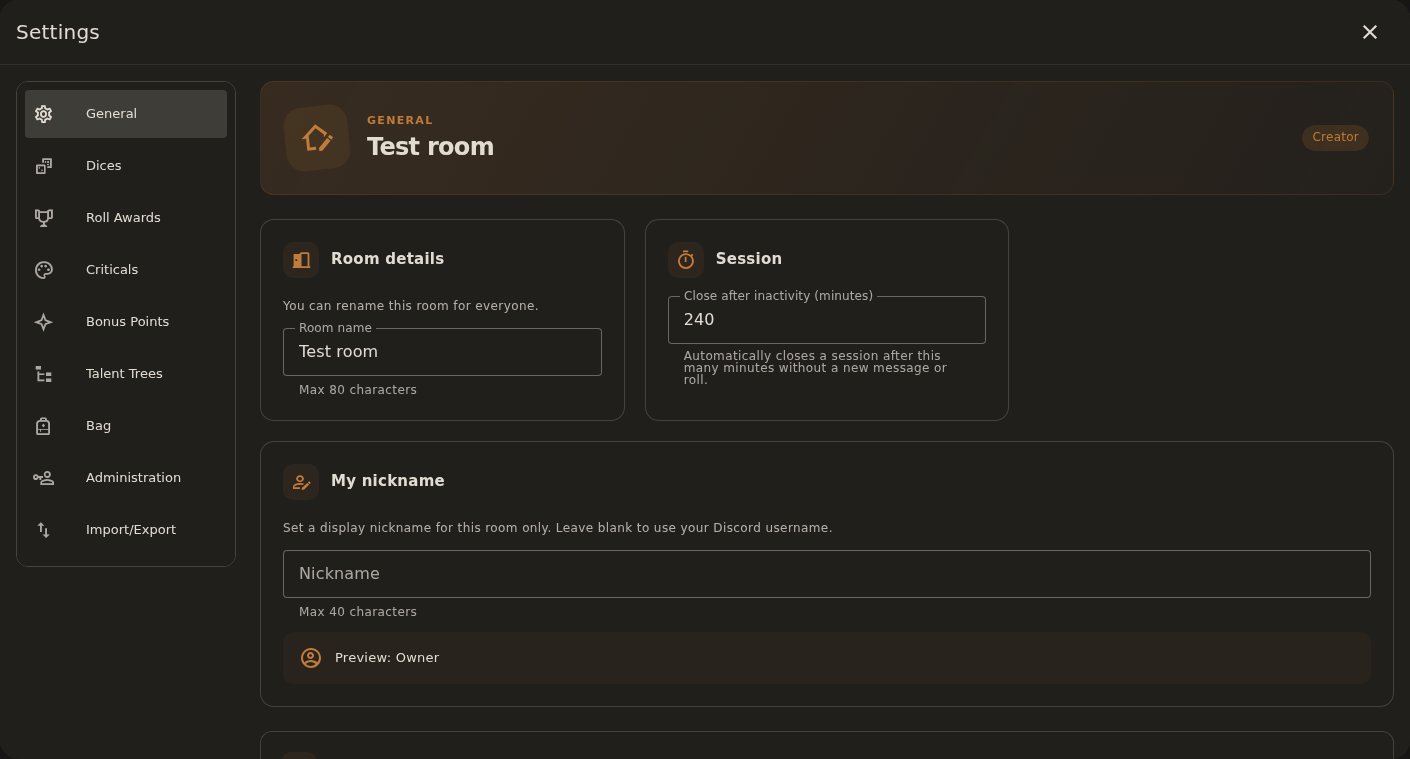 Settings
General
Dices
Roll Awards
Criticals
Bonus Points
Talent Trees
Bag
Administration
Import/Export
GENERAL
Test room
Creator
Room details
You can rename this room for everyone.
Room name
Test room
Max 80 characters
Session
Close after inactivity (minutes)
240
Automatically closes a session after this
many minutes without a new message or
roll.
My nickname
Set a display nickname for this room only. Leave blank to use your Discord username.
Nickname
Max 40 characters
Preview: Owner